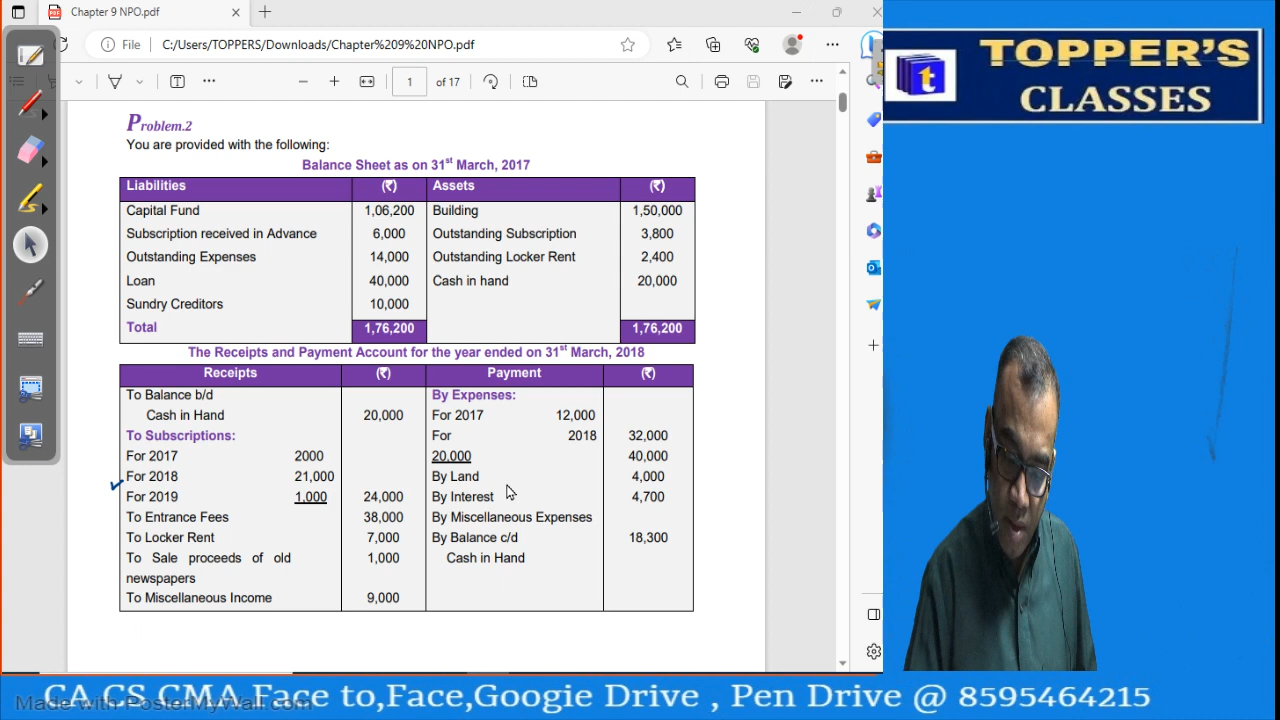 Chapter 9 NPO.pdf
File C:/Users/TOPPERS/Downloads/Chapter%209%20NPO.pdf
1 of 17
TOPPER'S
CLASSES
t
Problem.2
You are provided with the following:
Balance Sheet as on 31st March, 2017
Liabilities (₹) Assets (₹)
Capital Fund 1,06,200 Building 1,50,000
Subscription received in Advance 6,000 Outstanding Subscription 3,800
Outstanding Expenses 14,000 Outstanding Locker Rent 2,400
Loan 40,000 Cash in hand 20,000
Sundry Creditors 10,000
Total 1,76,200 1,76,200
The Receipts and Payment Account for the year ended on 31st March, 2018
Receipts (₹) Payment (₹)
To Balance b/d By Expenses:
Cash in Hand 20,000 For 2017 12,000
To Subscriptions: For 2018 32,000
For 2017 2000 20,000 40,000
For 2018 21,000 By Land 4,000
For 2019 1,000 24,000 By Interest 4,700
To Entrance Fees 38,000 By Miscellaneous Expenses
To Locker Rent 7,000 By Balance c/d 18,300
To Sale proceeds of old 1,000 Cash in Hand
newspapers
To Miscellaneous Income 9,000
CA,CS,CMA,Face to,Face,Googie Drive , Pen Drive @ 8595464215
Made with PosterMyWall.com